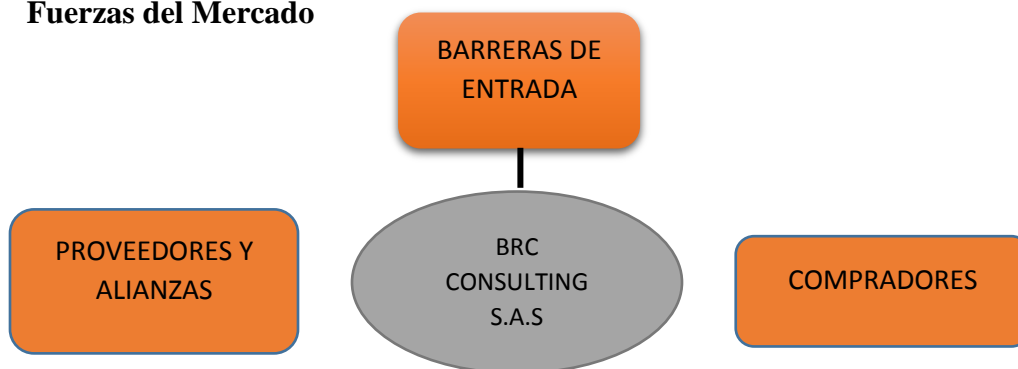 Fuerzas del Mercado
BARRERAS DE
ENTRADA
PROVEEDORES Y
ALIANZAS
BRC
CONSULTING
S.A.S
COMPRADORES